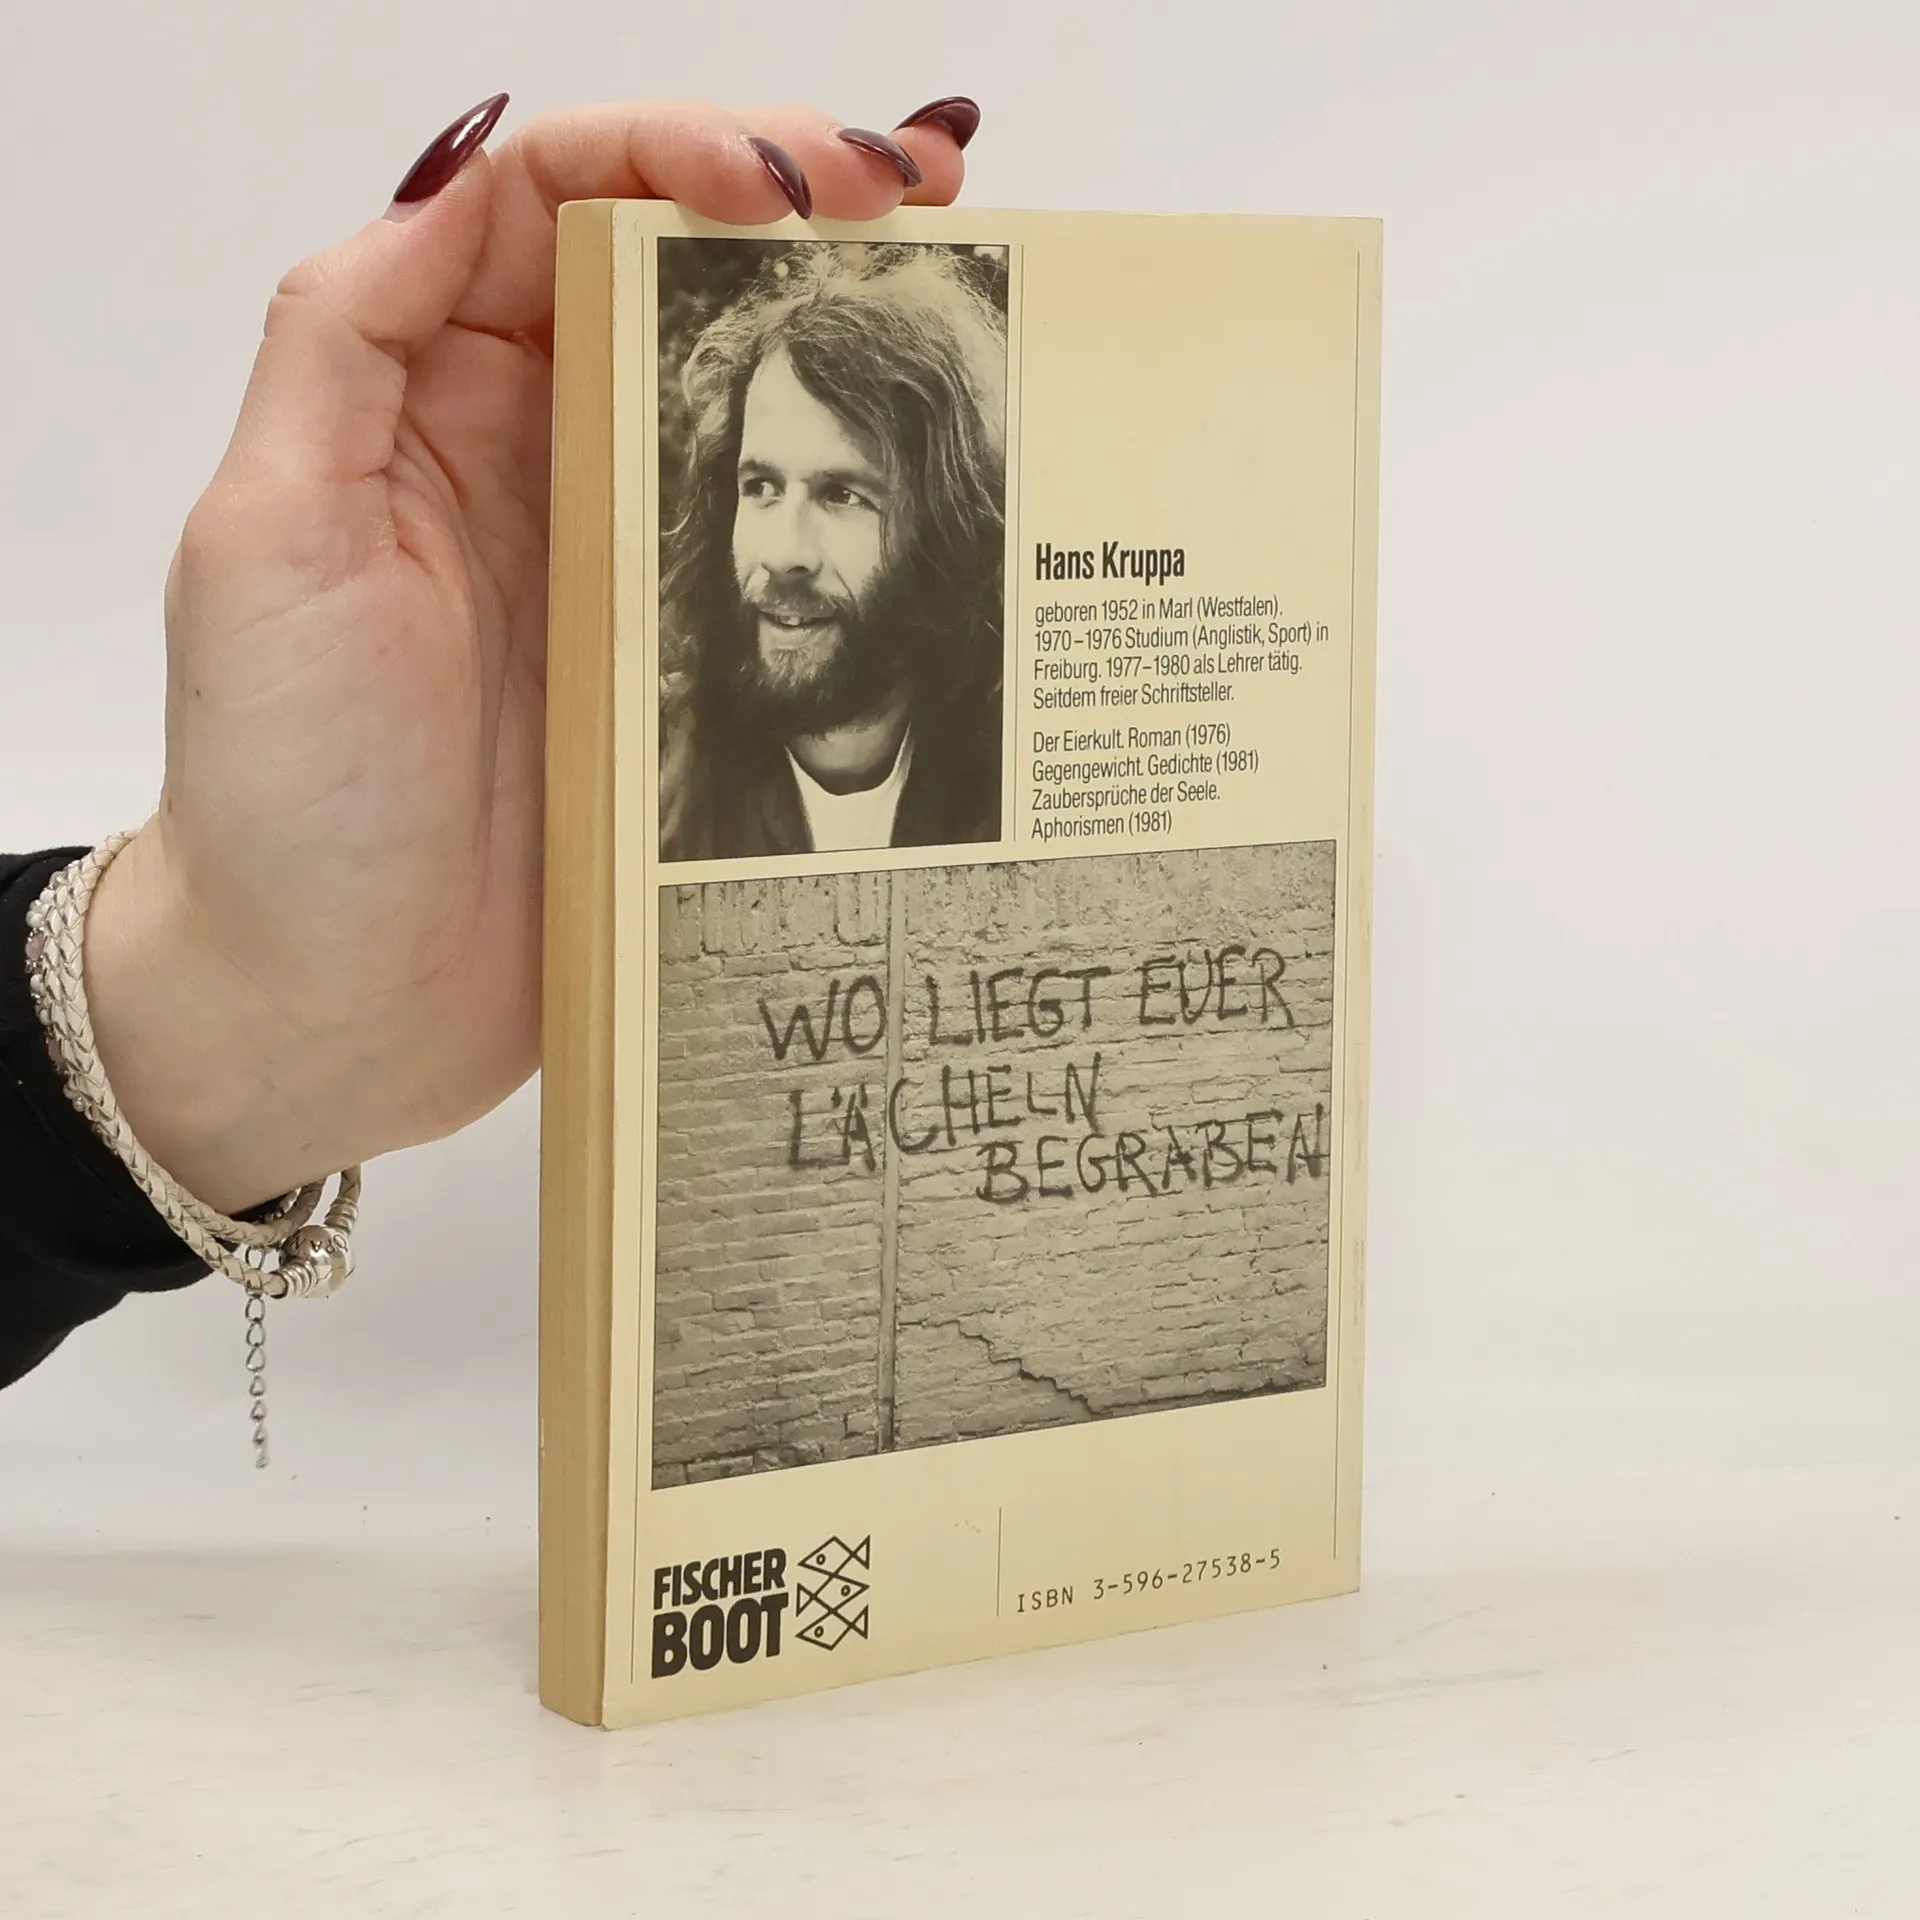 Hans Kruppa
geboren 1952 in Marl (Westfalen).
1970–1976 Studium (Anglistik, Sport) in
Freiburg. 1977–1980 als Lehrer tätig.
Seitdem freier Schriftsteller.
Der Eierkult. Roman (1976)
Gegengewicht. Gedichte (1981)
Zaubersprüche der Seele.
Aphorismen (1981)
WO LIEGT EUER
LÄCHELN
BEGRABEN
FISCHER
BOOT
ISBN 3-596-27538-5